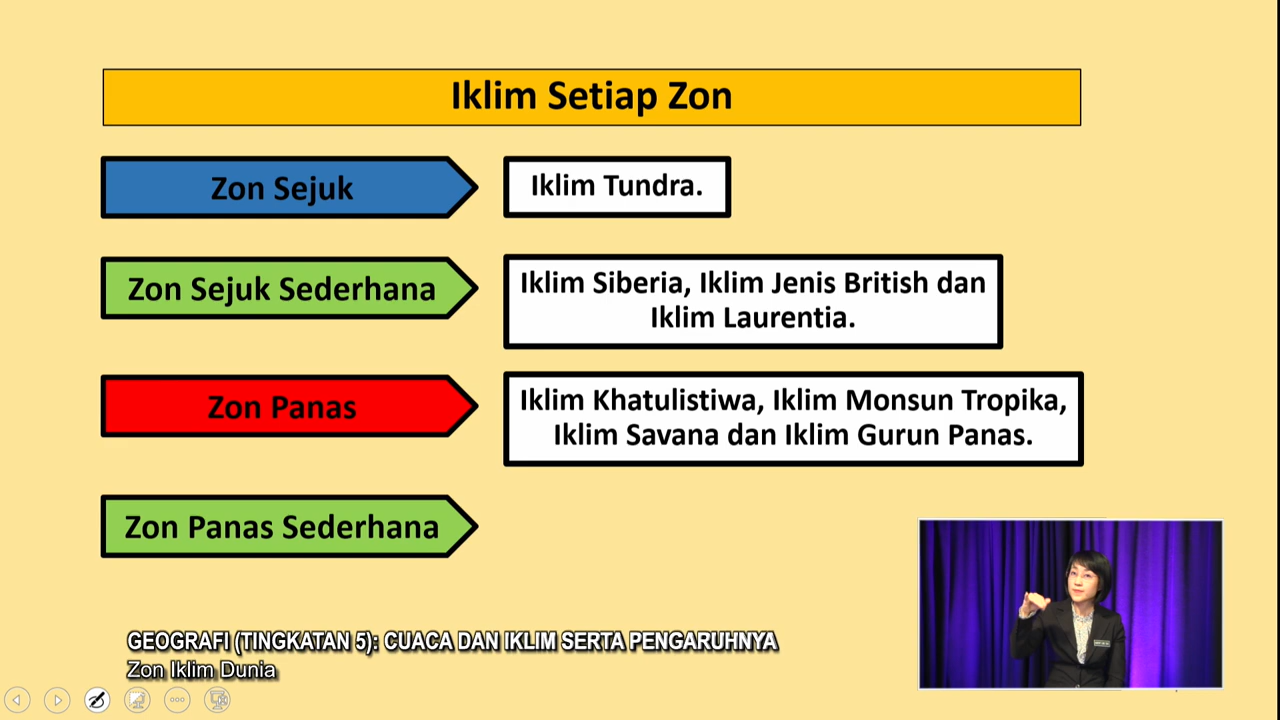 Iklim Setiap Zon
Zon Sejuk
Iklim Tundra.
Zon Sejuk Sederhana
Iklim Siberia, Iklim Jenis British dan
Iklim Laurentia.
Zon Panas
Iklim Khatulistiwa, Iklim Monsun Tropika,
Iklim Savana dan Iklim Gurun Panas.
Zon Panas Sederhana
GEOGRAFI (TINGKATAN 5): CUACA DAN IKLIM SERTA PENGARUHNYA
Zon Iklim Dunia